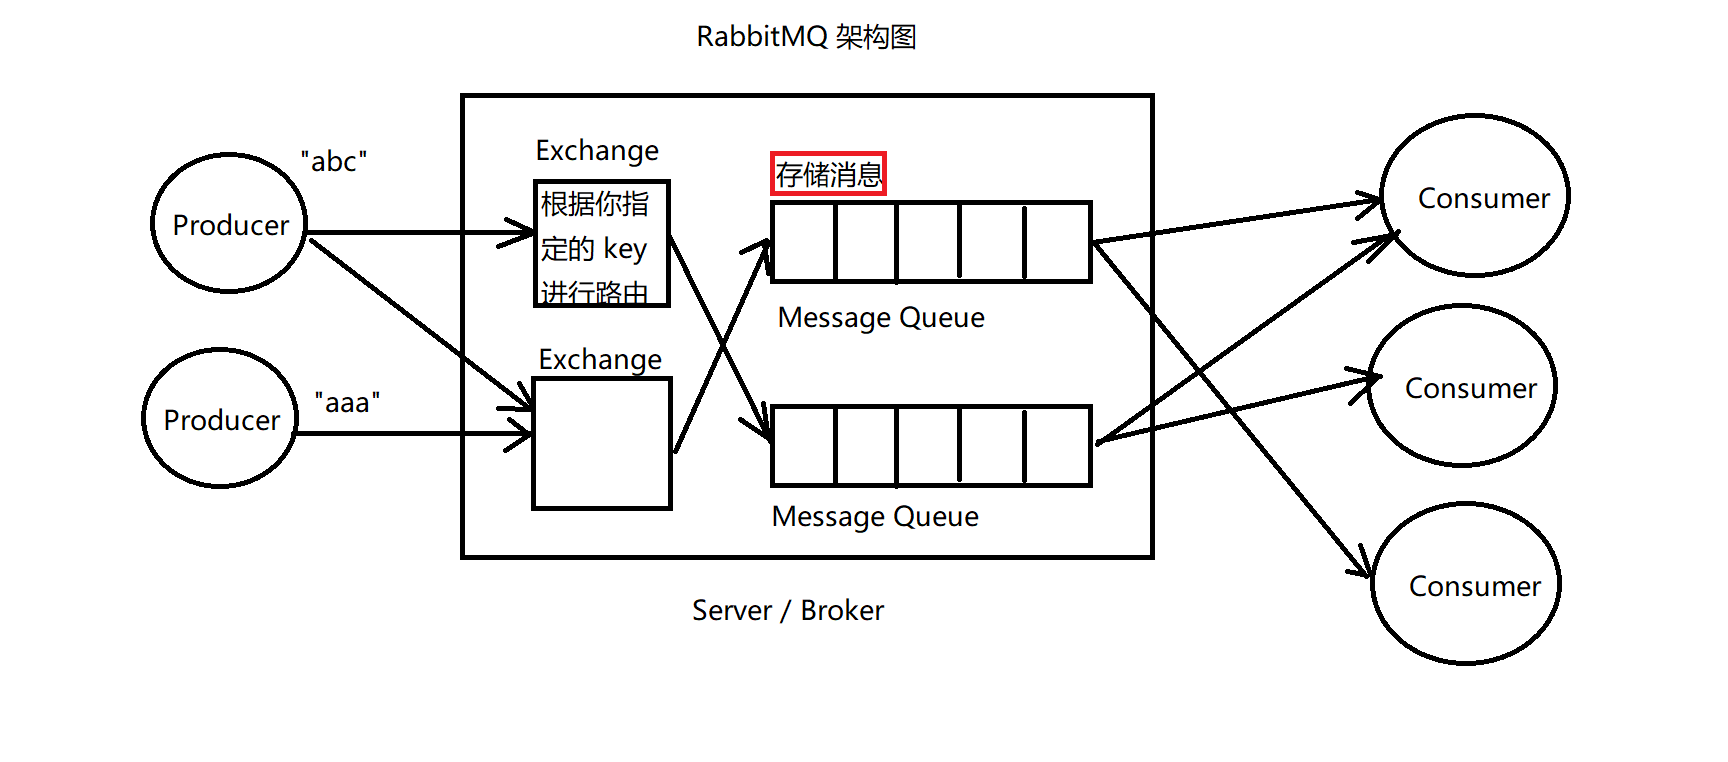 RabbitMQ 架构图
"abc"
Producer
"aaa"
Producer
Exchange
根据你指
定的 key
进行路由
Exchange
存储消息
Message Queue
Message Queue
Server / Broker
Consumer
Consumer
Consumer